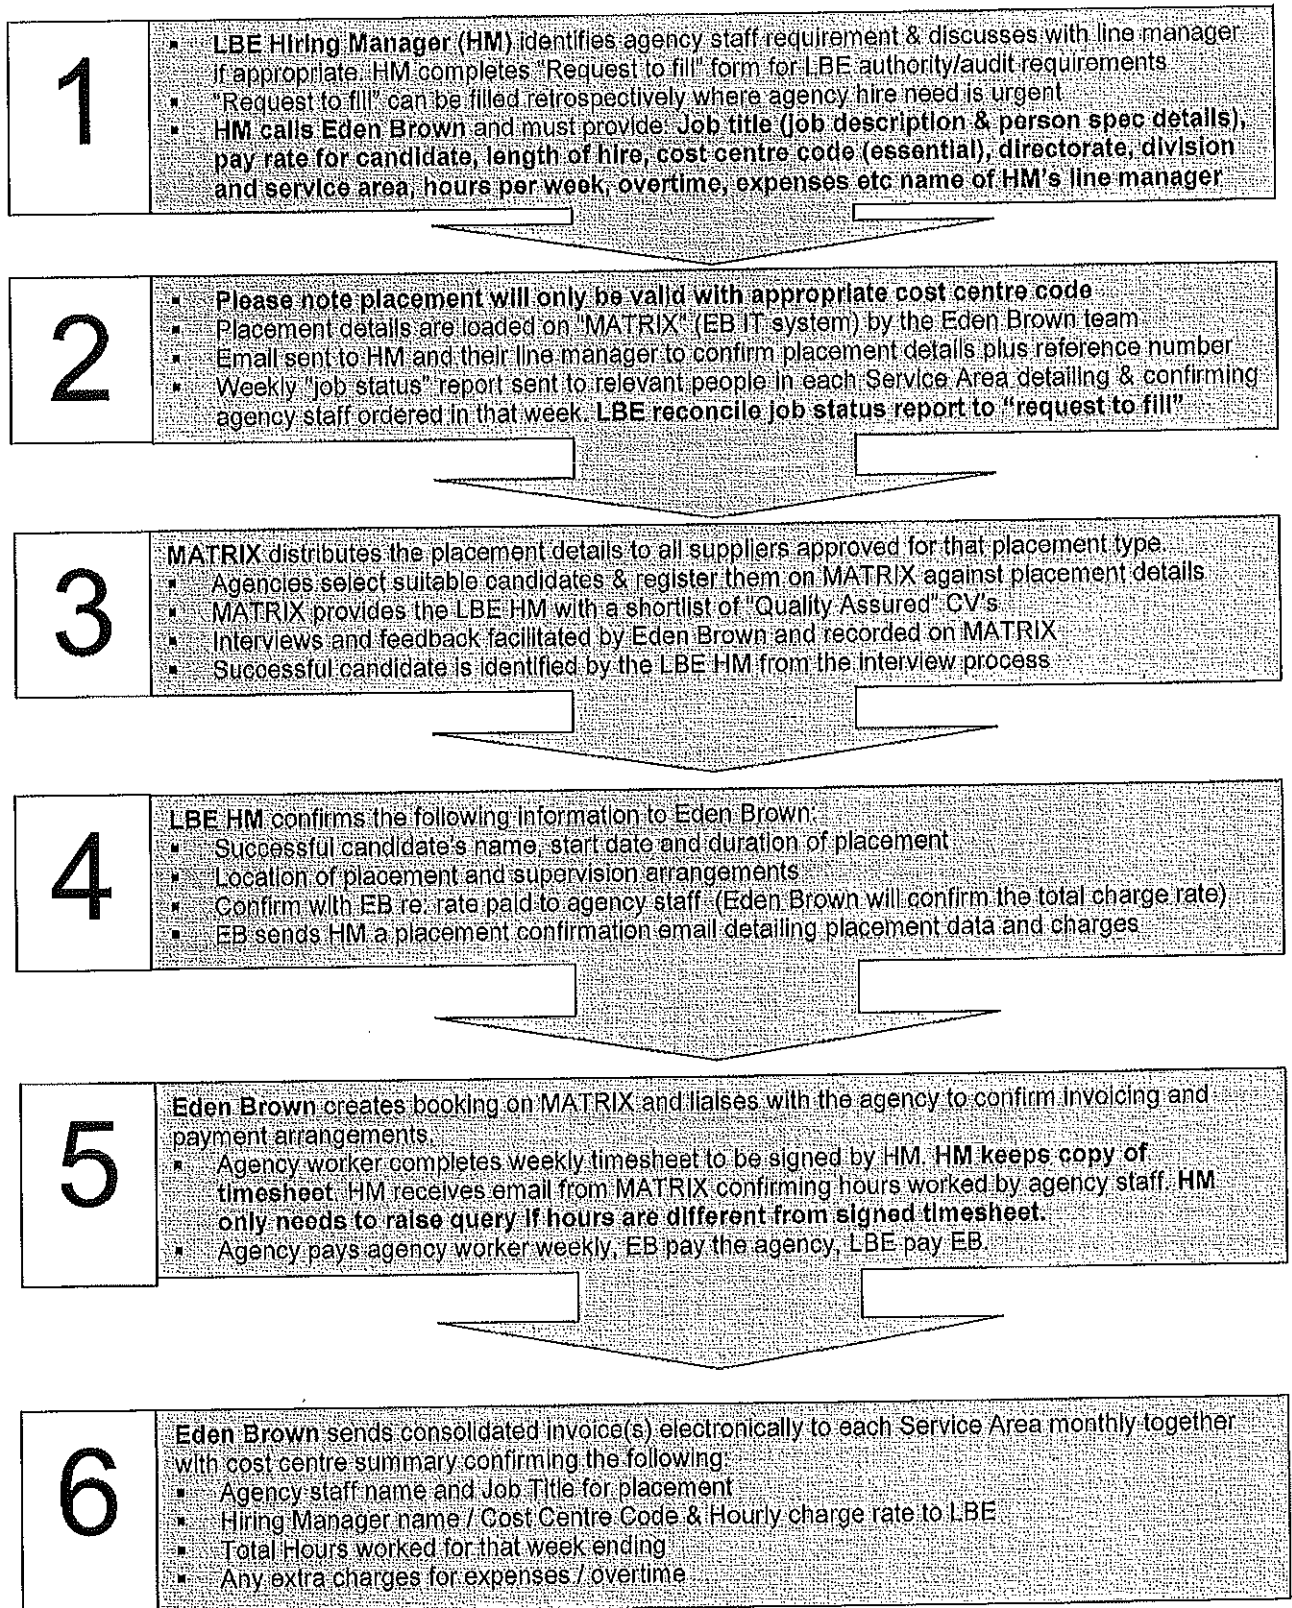 1
▪ LBE Hiring Manager (HM) identifies agency staff requirement & discusses with line manager
if appropriate. HM completes "Request to fill" form for LBE authority/audit requirements
▪ "Request to fill" can be filled retrospectively where agency hire need is urgent
▪ HM calls Eden Brown and must provide: Job title (job description & person spec details),
pay rate for candidate, length of hire, cost centre code (essential), directorate, division
and service area, hours per week, overtime, expenses etc name of HM's line manager
2
▪ Please note placement will only be valid with appropriate cost centre code
▪ Placement details are loaded on "MATRIX" (EB IT system) by the Eden Brown team
▪ Email sent to HM and their line manager to confirm placement details plus reference number
▪ Weekly "job status" report sent to relevant people in each Service Area detailing & confirming
agency staff ordered in that week. LBE reconcile job status report to "request to fill"
3
MATRIX distributes the placement details to all suppliers approved for that placement type.
▪ Agencies select suitable candidates & register them on MATRIX against placement details
▪ MATRIX provides the LBE HM with a shortlist of "Quality Assured" CV's
▪ Interviews and feedback facilitated by Eden Brown and recorded on MATRIX
▪ Successful candidate is identified by the LBE HM from the interview process
4
LBE HM confirms the following information to Eden Brown:
▪ Successful candidate's name, start date and duration of placement
▪ Location of placement and supervision arrangements
▪ Confirm with EB re: rate paid to agency staff (Eden Brown will confirm the total charge rate)
▪ EB sends HM a placement confirmation email detailing placement data and charges
5
Eden Brown creates booking on MATRIX and liaises with the agency to confirm invoicing and
payment arrangements.
▪ Agency worker completes weekly timesheet to be signed by HM. HM keeps copy of
timesheet. HM receives email from MATRIX confirming hours worked by agency staff. HM
only needs to raise query if hours are different from signed timesheet.
▪ Agency pays agency worker weekly, EB pay the agency, LBE pay EB.
6
Eden Brown sends consolidated invoice(s) electronically to each Service Area monthly together
with cost centre summary confirming the following:
▪ Agency staff name and Job Title for placement
▪ Hiring Manager name / Cost Centre Code & Hourly charge rate to LBE
▪ Total Hours worked for that week ending
▪ Any extra charges for expenses / overtime